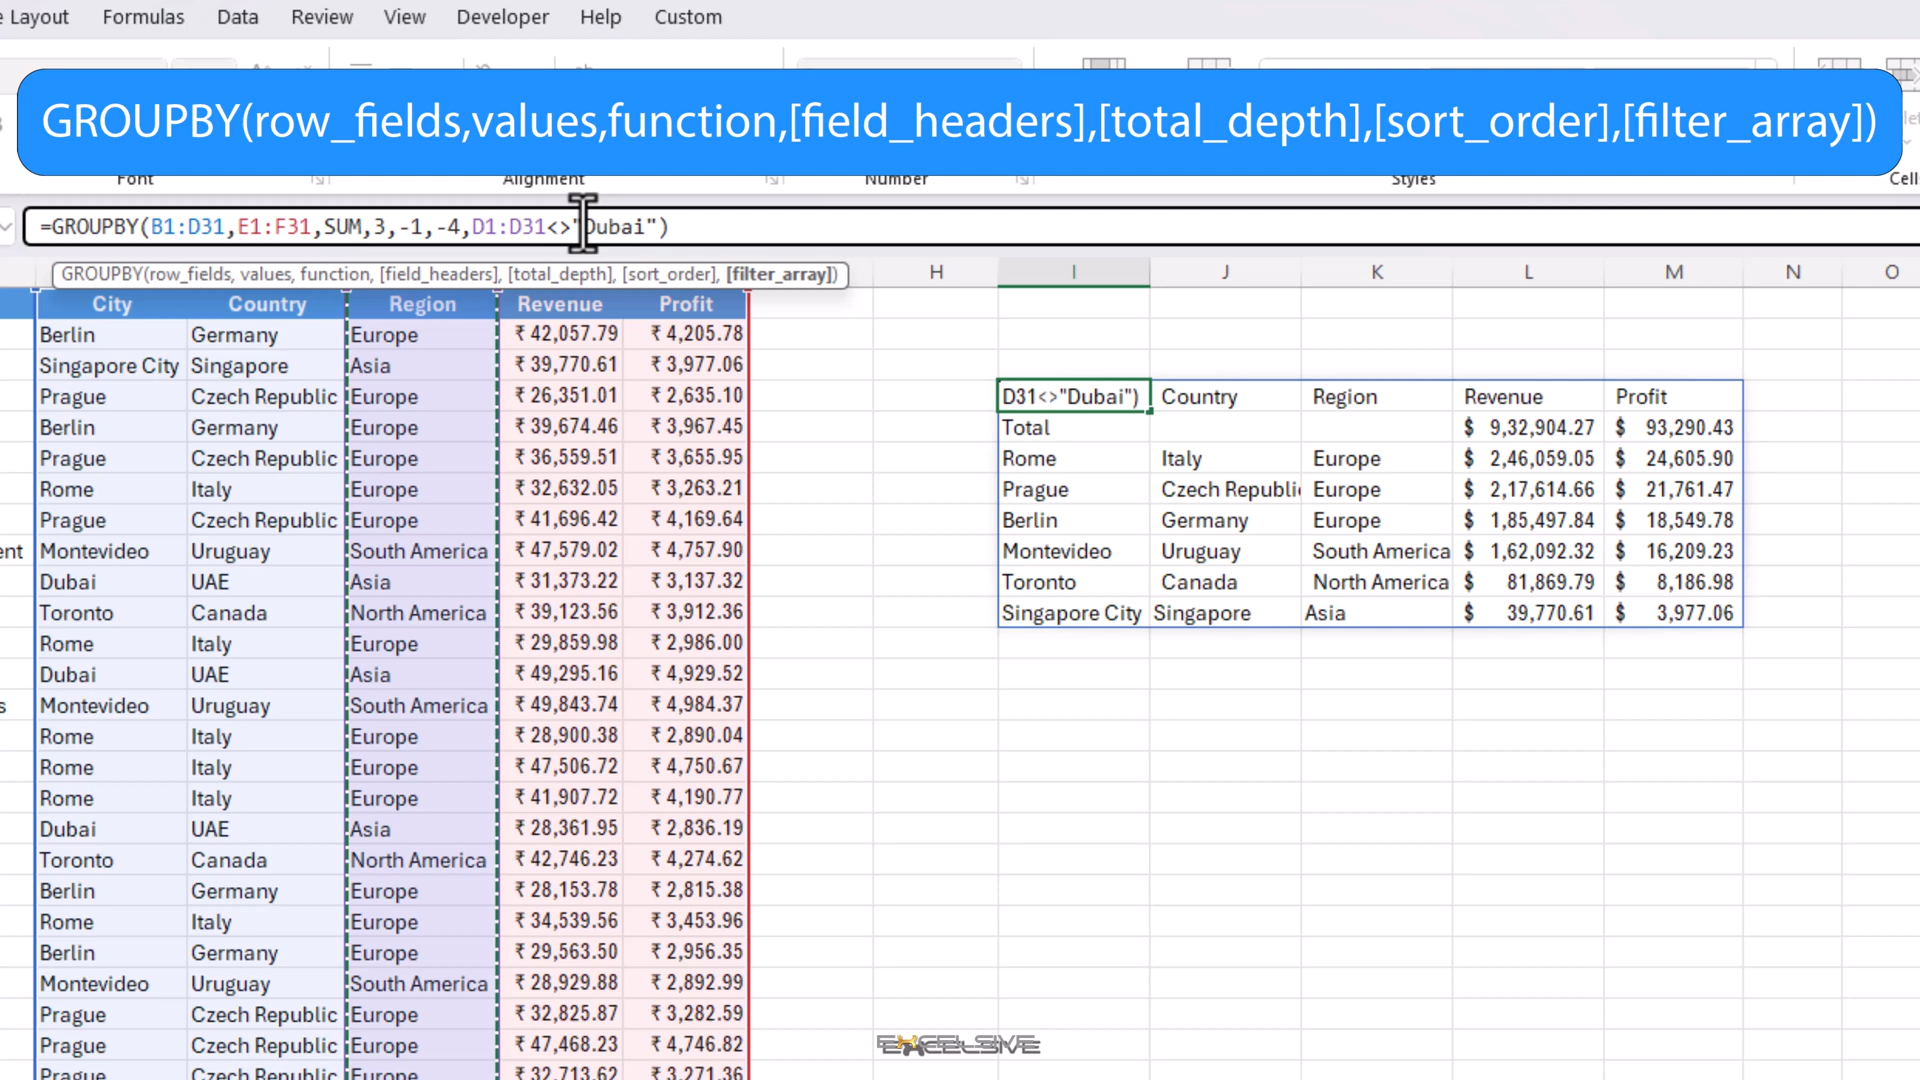 e Layout Formulas Data Review View Developer Help Custom
GROUPBY(row_fields,values,function,[field_headers],[total_depth],[sort_order],[filter_array])
Font Alignment Number Styles Cells
=GROUPBY(B1:D31,E1:F31,SUM,3,-1,-4,D1:D31<>"Dubai")
GROUPBY(row_fields, values, function, [field_headers], [total_depth], [sort_order], [filter_array])
H I J K L M N O
City Country Region Revenue Profit
Berlin Germany Europe ₹ 42,057.79 ₹ 4,205.78
Singapore City Singapore Asia ₹ 39,770.61 ₹ 3,977.06
Prague Czech Republic Europe ₹ 26,351.01 ₹ 2,635.10 D31<>"Dubai") Country Region Revenue Profit
Berlin Germany Europe ₹ 39,674.46 ₹ 3,967.45 Total $ 9,32,904.27 $ 93,290.43
Prague Czech Republic Europe ₹ 36,559.51 ₹ 3,655.95 Rome Italy Europe $ 2,46,059.05 $ 24,605.90
Rome Italy Europe ₹ 32,632.05 ₹ 3,263.21 Prague Czech Republi Europe $ 2,17,614.66 $ 21,761.47
Prague Czech Republic Europe ₹ 41,696.42 ₹ 4,169.64 Berlin Germany Europe $ 1,85,497.84 $ 18,549.78
ent Montevideo Uruguay South America ₹ 47,579.02 ₹ 4,757.90 Montevideo Uruguay South America $ 1,62,092.32 $ 16,209.23
Dubai UAE Asia ₹ 31,373.22 ₹ 3,137.32 Toronto Canada North America $ 81,869.79 $ 8,186.98
Toronto Canada North America ₹ 39,123.56 ₹ 3,912.36 Singapore City Singapore Asia $ 39,770.61 $ 3,977.06
Rome Italy Europe ₹ 29,859.98 ₹ 2,986.00
Dubai UAE Asia ₹ 49,295.16 ₹ 4,929.52
s Montevideo Uruguay South America ₹ 49,843.74 ₹ 4,984.37
Rome Italy Europe ₹ 28,900.38 ₹ 2,890.04
Rome Italy Europe ₹ 47,506.72 ₹ 4,750.67
Rome Italy Europe ₹ 41,907.72 ₹ 4,190.77
Dubai UAE Asia ₹ 28,361.95 ₹ 2,836.19
Toronto Canada North America ₹ 42,746.23 ₹ 4,274.62
Berlin Germany Europe ₹ 28,153.78 ₹ 2,815.38
Rome Italy Europe ₹ 34,539.56 ₹ 3,453.96
Berlin Germany Europe ₹ 29,563.50 ₹ 2,956.35
Montevideo Uruguay South America ₹ 28,929.88 ₹ 2,892.99
Prague Czech Republic Europe ₹ 32,825.87 ₹ 3,282.59
Prague Czech Republic Europe ₹ 47,468.23 ₹ 4,746.82
EXCELSIVE
Prague Czech Republic Europe ₹ 32,713.62 ₹ 3,271.36